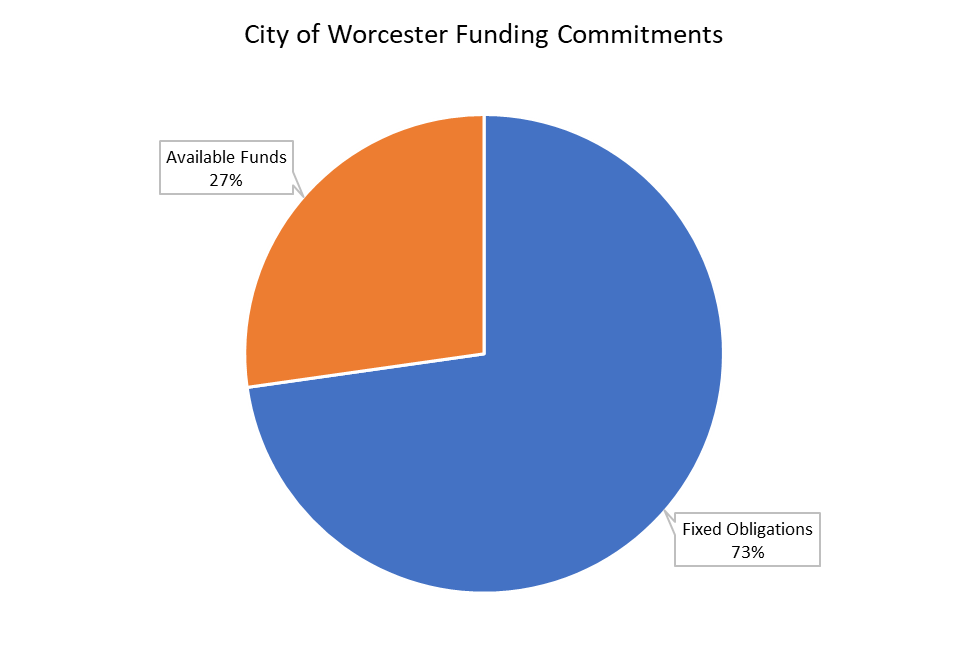 City of Worcester Funding Commitments
Available Funds
27%
Fixed Obligations
73%